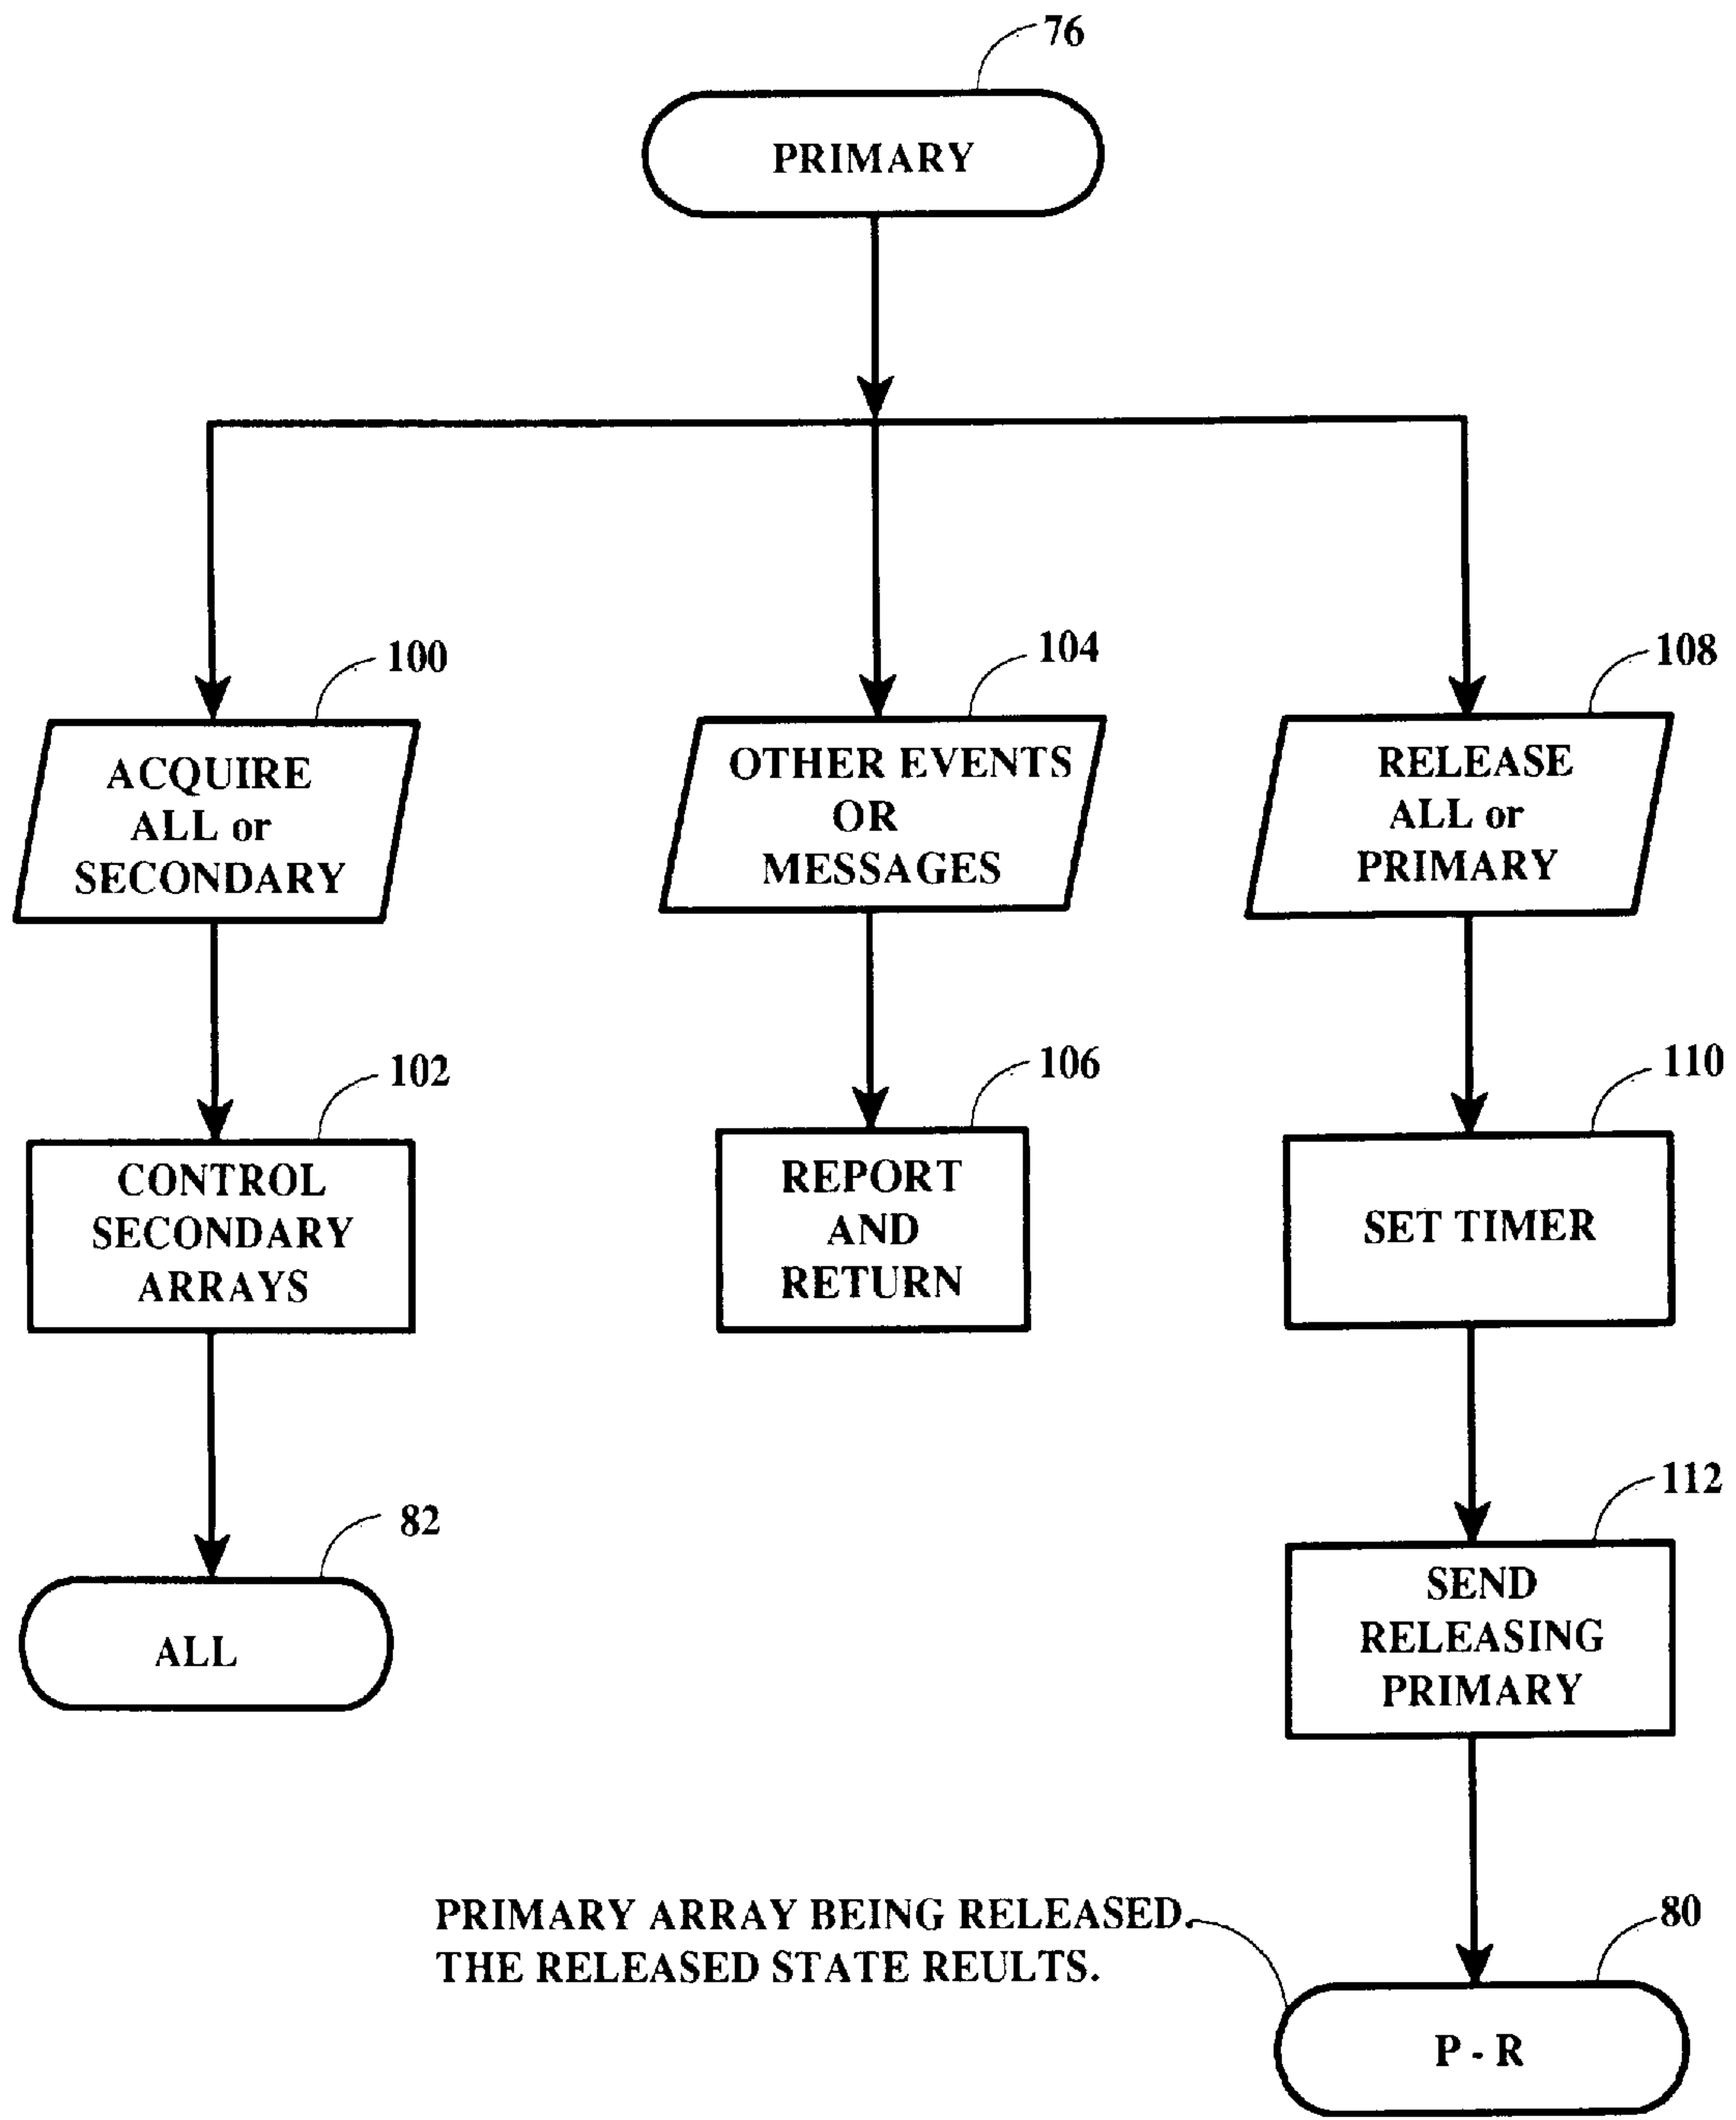 76
PRIMARY
100
104
108
ACQUIRE
ALL or
SECONDARY
OTHER EVENTS
OR
MESSAGES
RELEASE
ALL or
PRIMARY
102
106
110
CONTROL
SECONDARY
ARRAYS
REPORT
AND
RETURN
SET TIMER
82
112
ALL
SEND
RELEASING
PRIMARY
PRIMARY ARRAY BEING RELEASED.
THE RELEASED STATE REULTS.
80
P - R